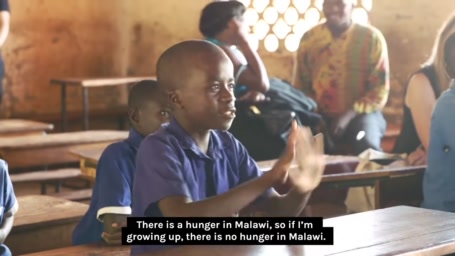 There is a hunger in Malawi, so if I'm
growing up, there is no hunger in Malawi.